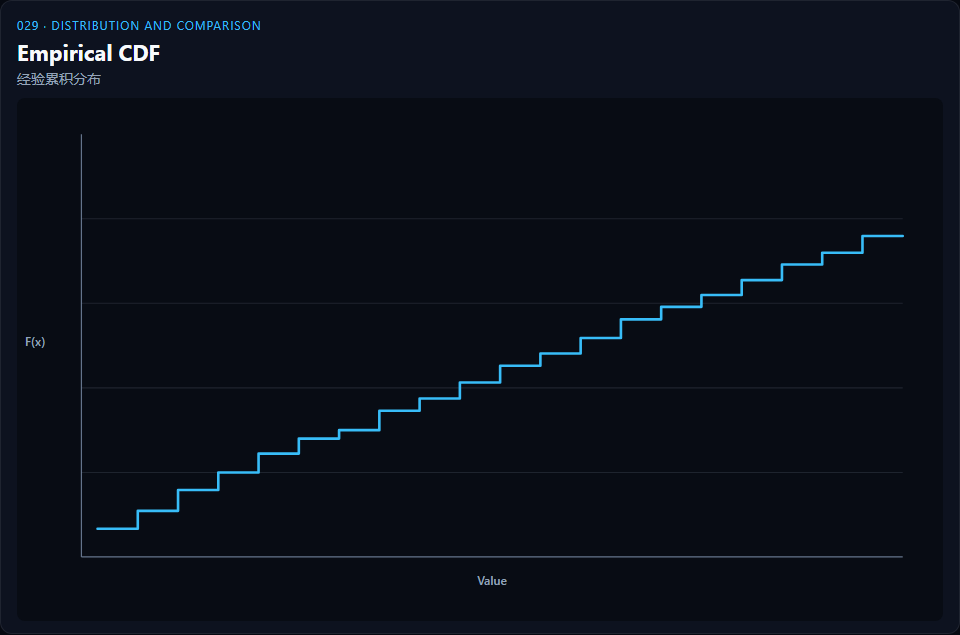 029 · DISTRIBUTION AND COMPARISON
Empirical CDF
经验累积分布
F(x)
Value